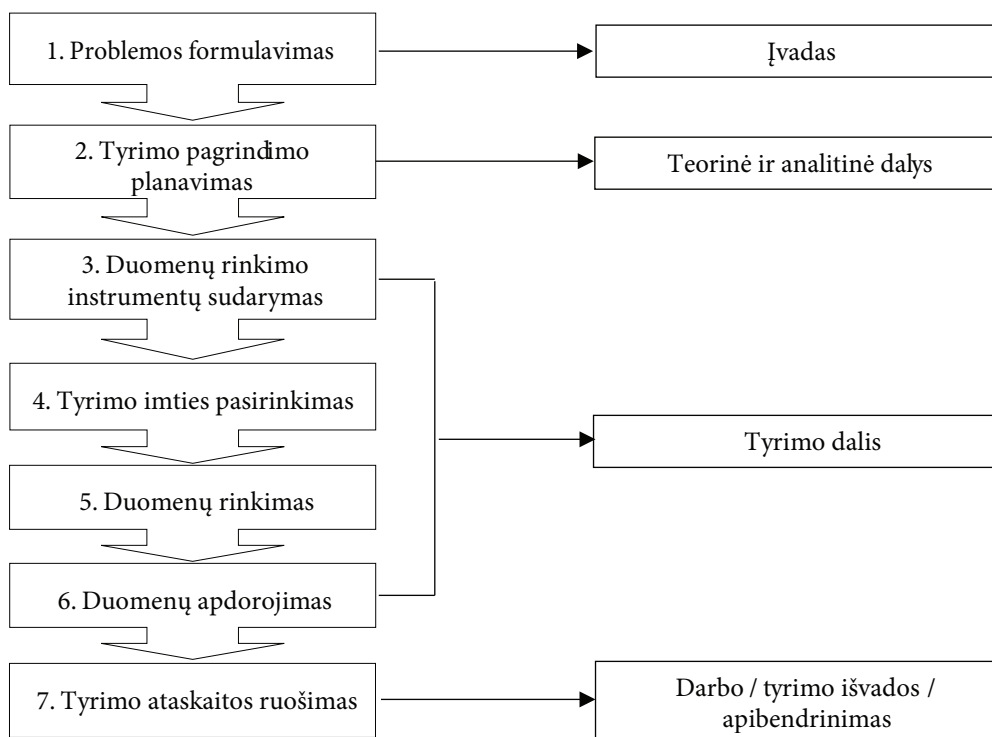 1. Problemos formulavimas
Įvadas
2. Tyrimo pagrindimo
planavimas
Teorinė ir analitinė dalys
3. Duomenų rinkimo
instrumentų sudarymas
4. Tyrimo imties pasirinkimas
Tyrimo dalis
5. Duomenų rinkimas
6. Duomenų apdorojimas
7. Tyrimo ataskaitos ruošimas
Darbo / tyrimo išvados /
apibendrinimas